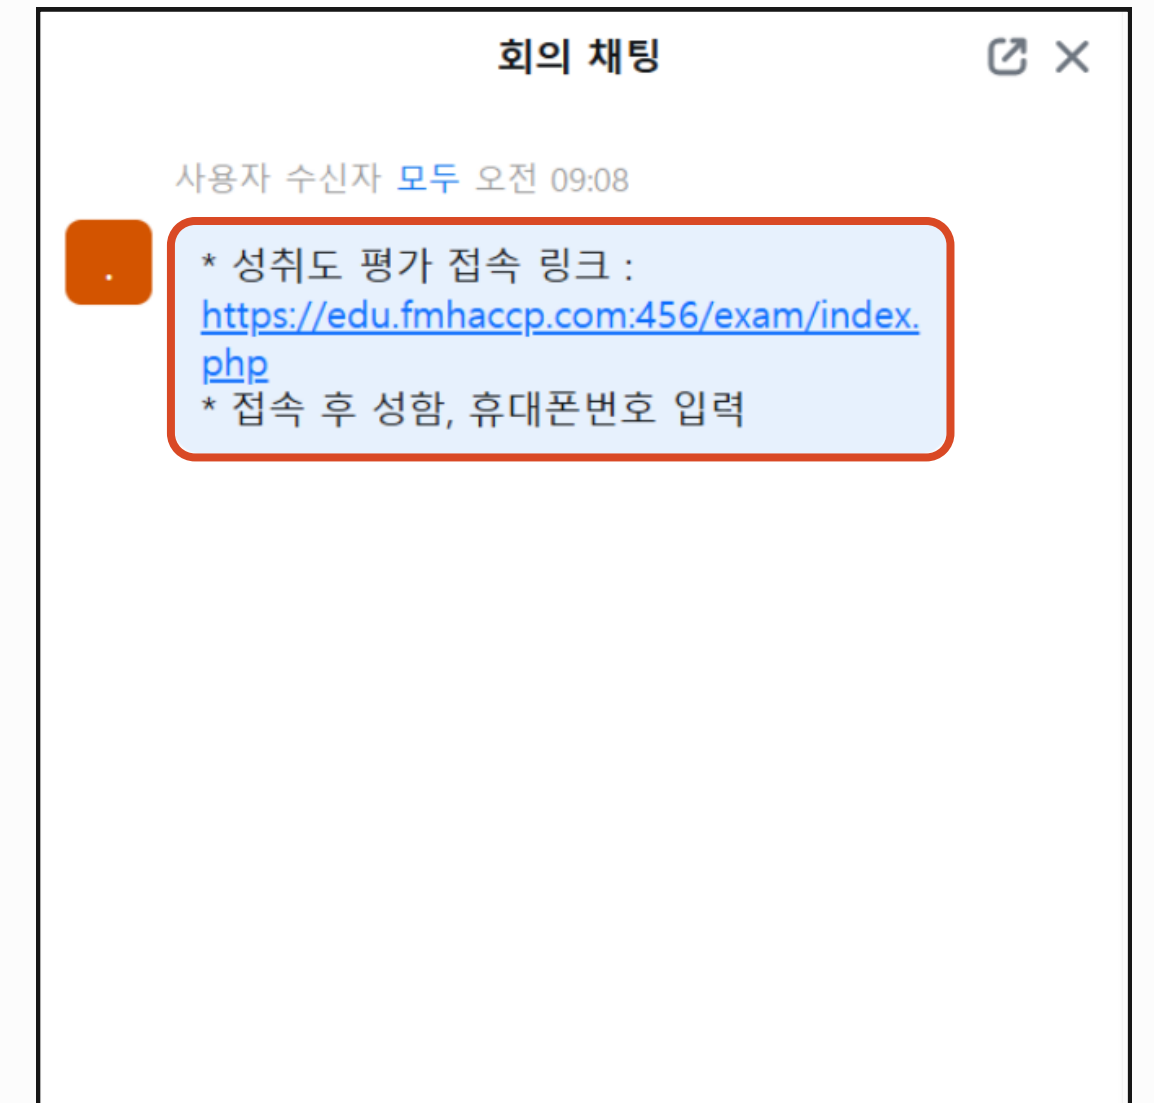 회의 채팅
사용자 수신자 모두 오전 09:08
.
* 성취도 평가 접속 링크 :
https://edu.fmhaccp.com:456/exam/index.
php
* 접속 후 성함, 휴대폰번호 입력